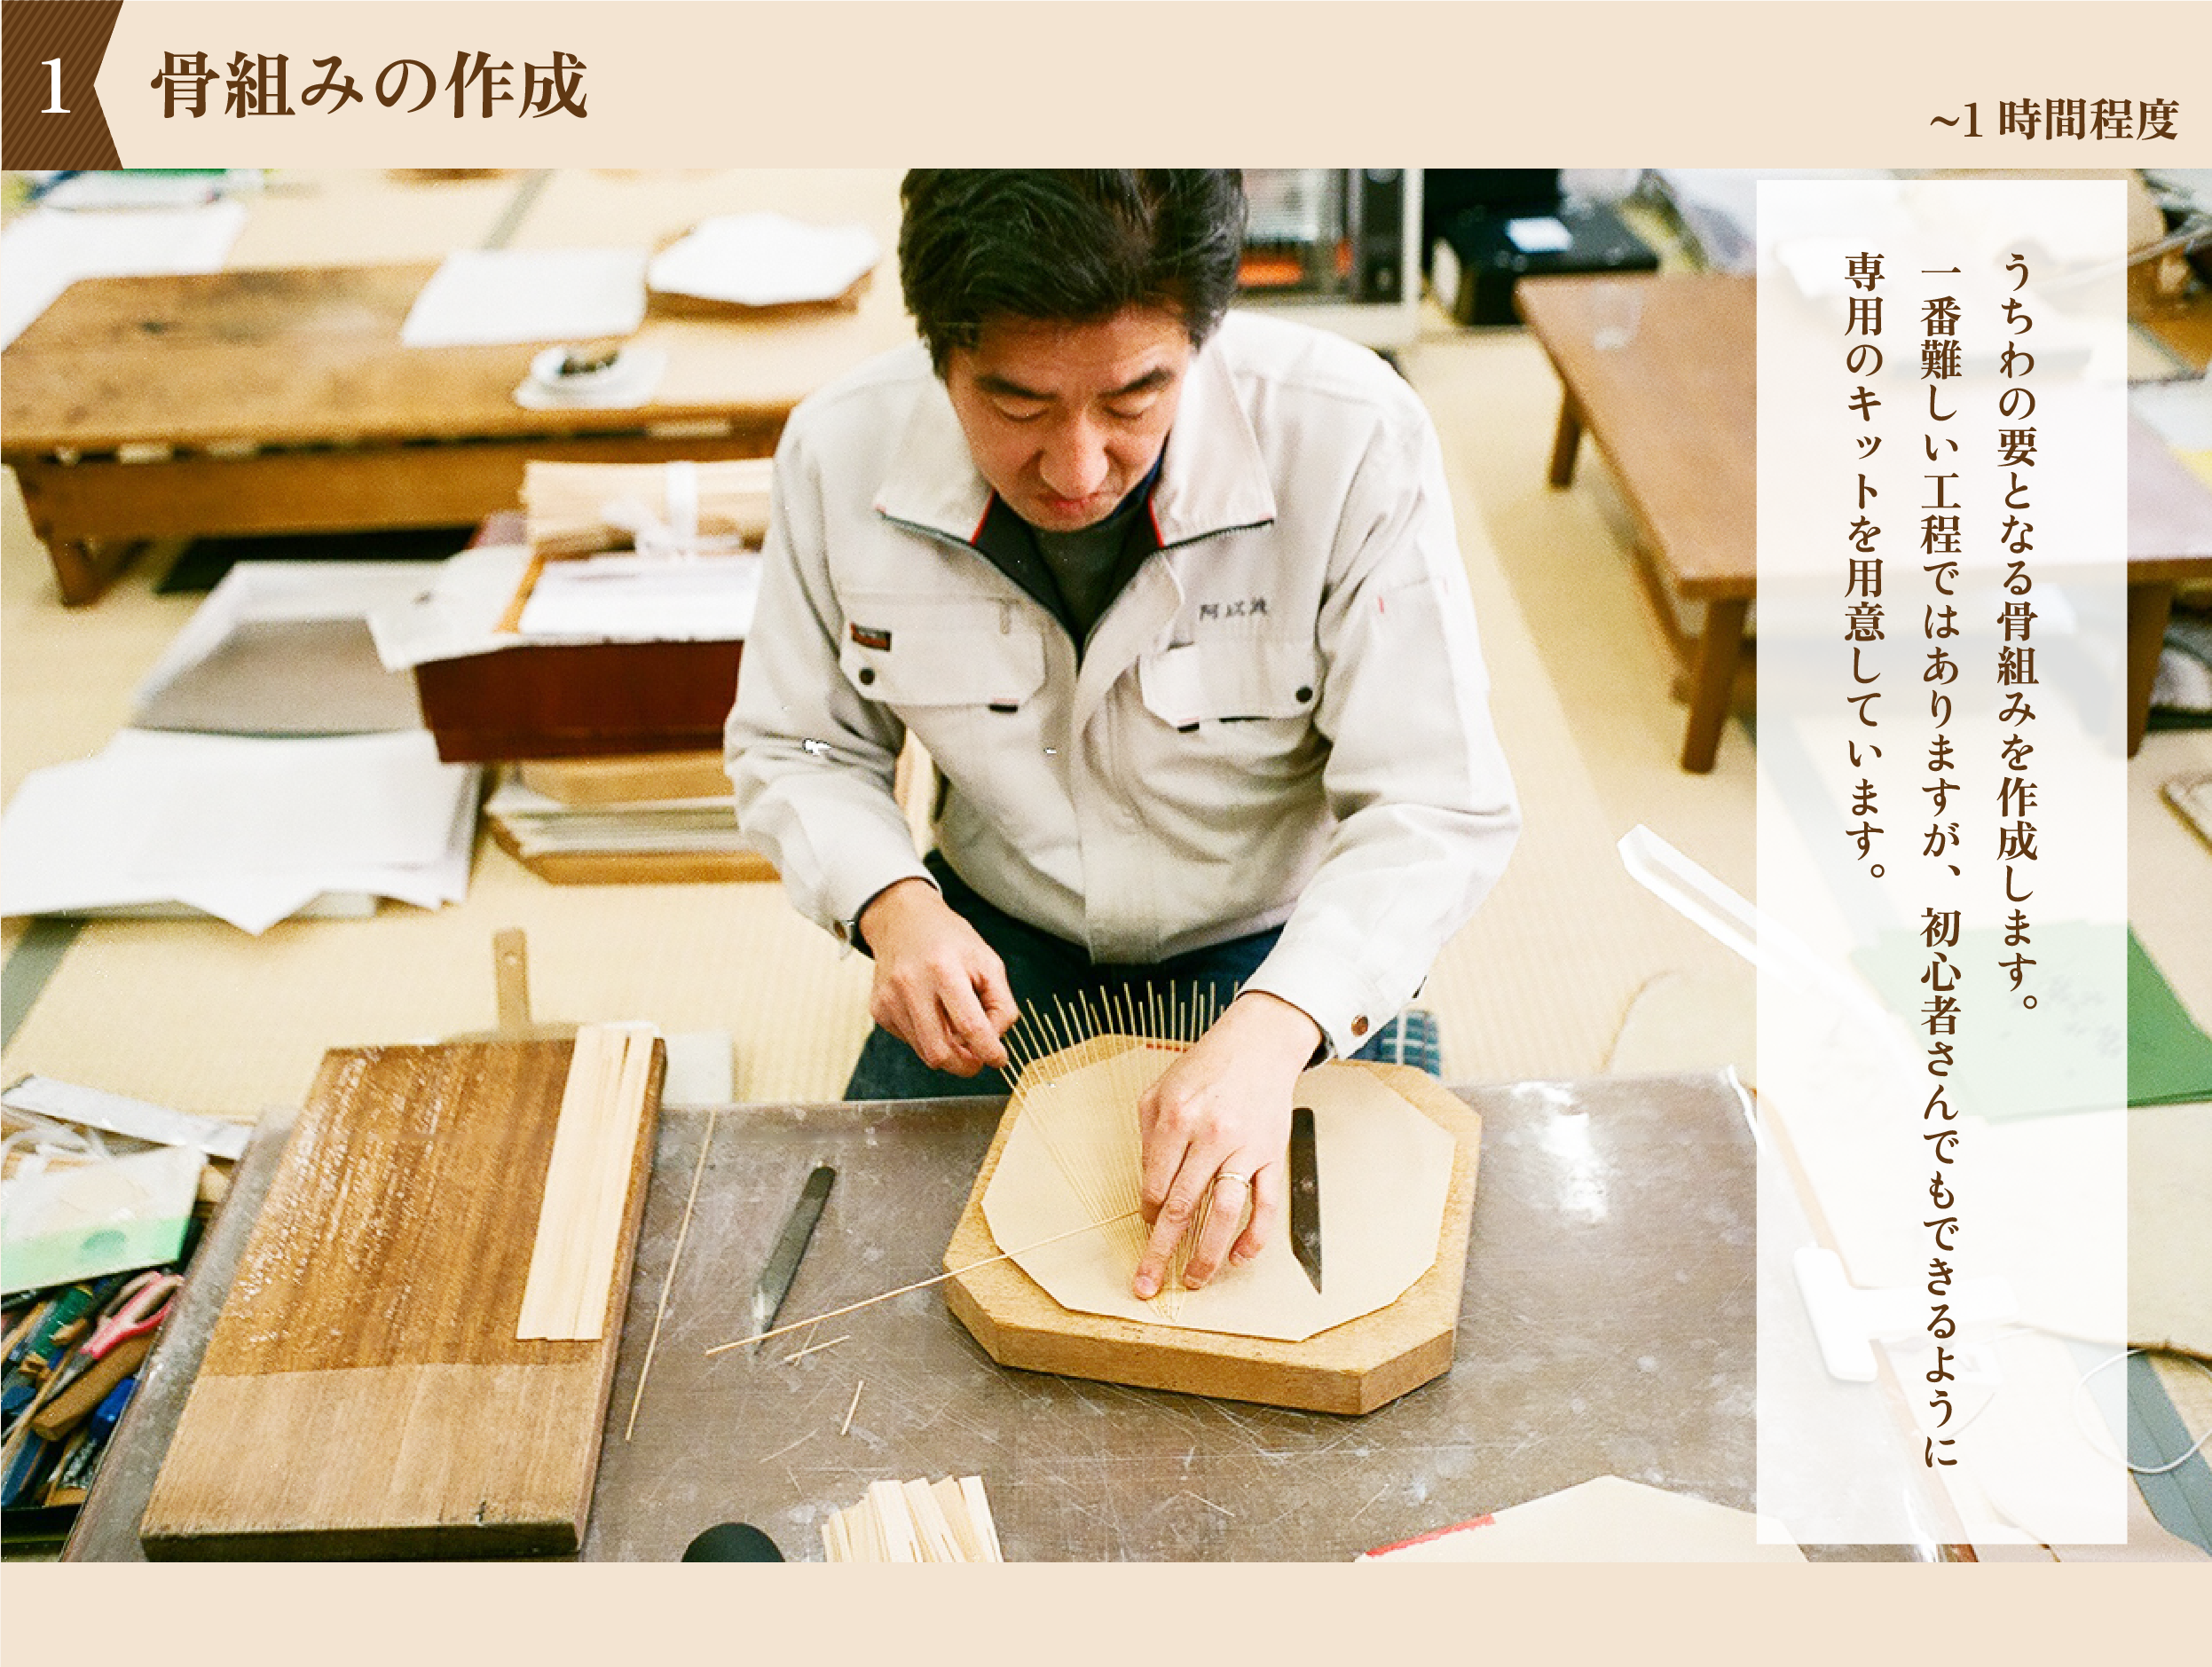 1
骨組みの作成
~1 時間程度
うちわの要となる骨組みを作成します。
一番難しい工程ではありますが、初心者さんでもできるように
専用のキットを用意しています。